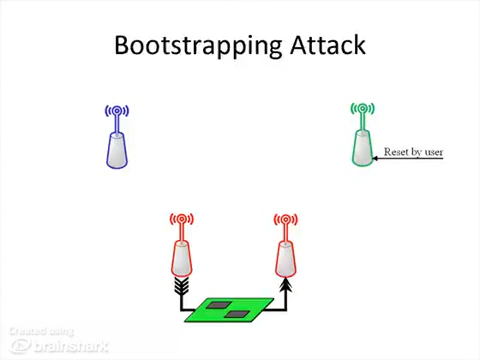 Bootstrapping Attack
Reset by user
Created using
brainshark